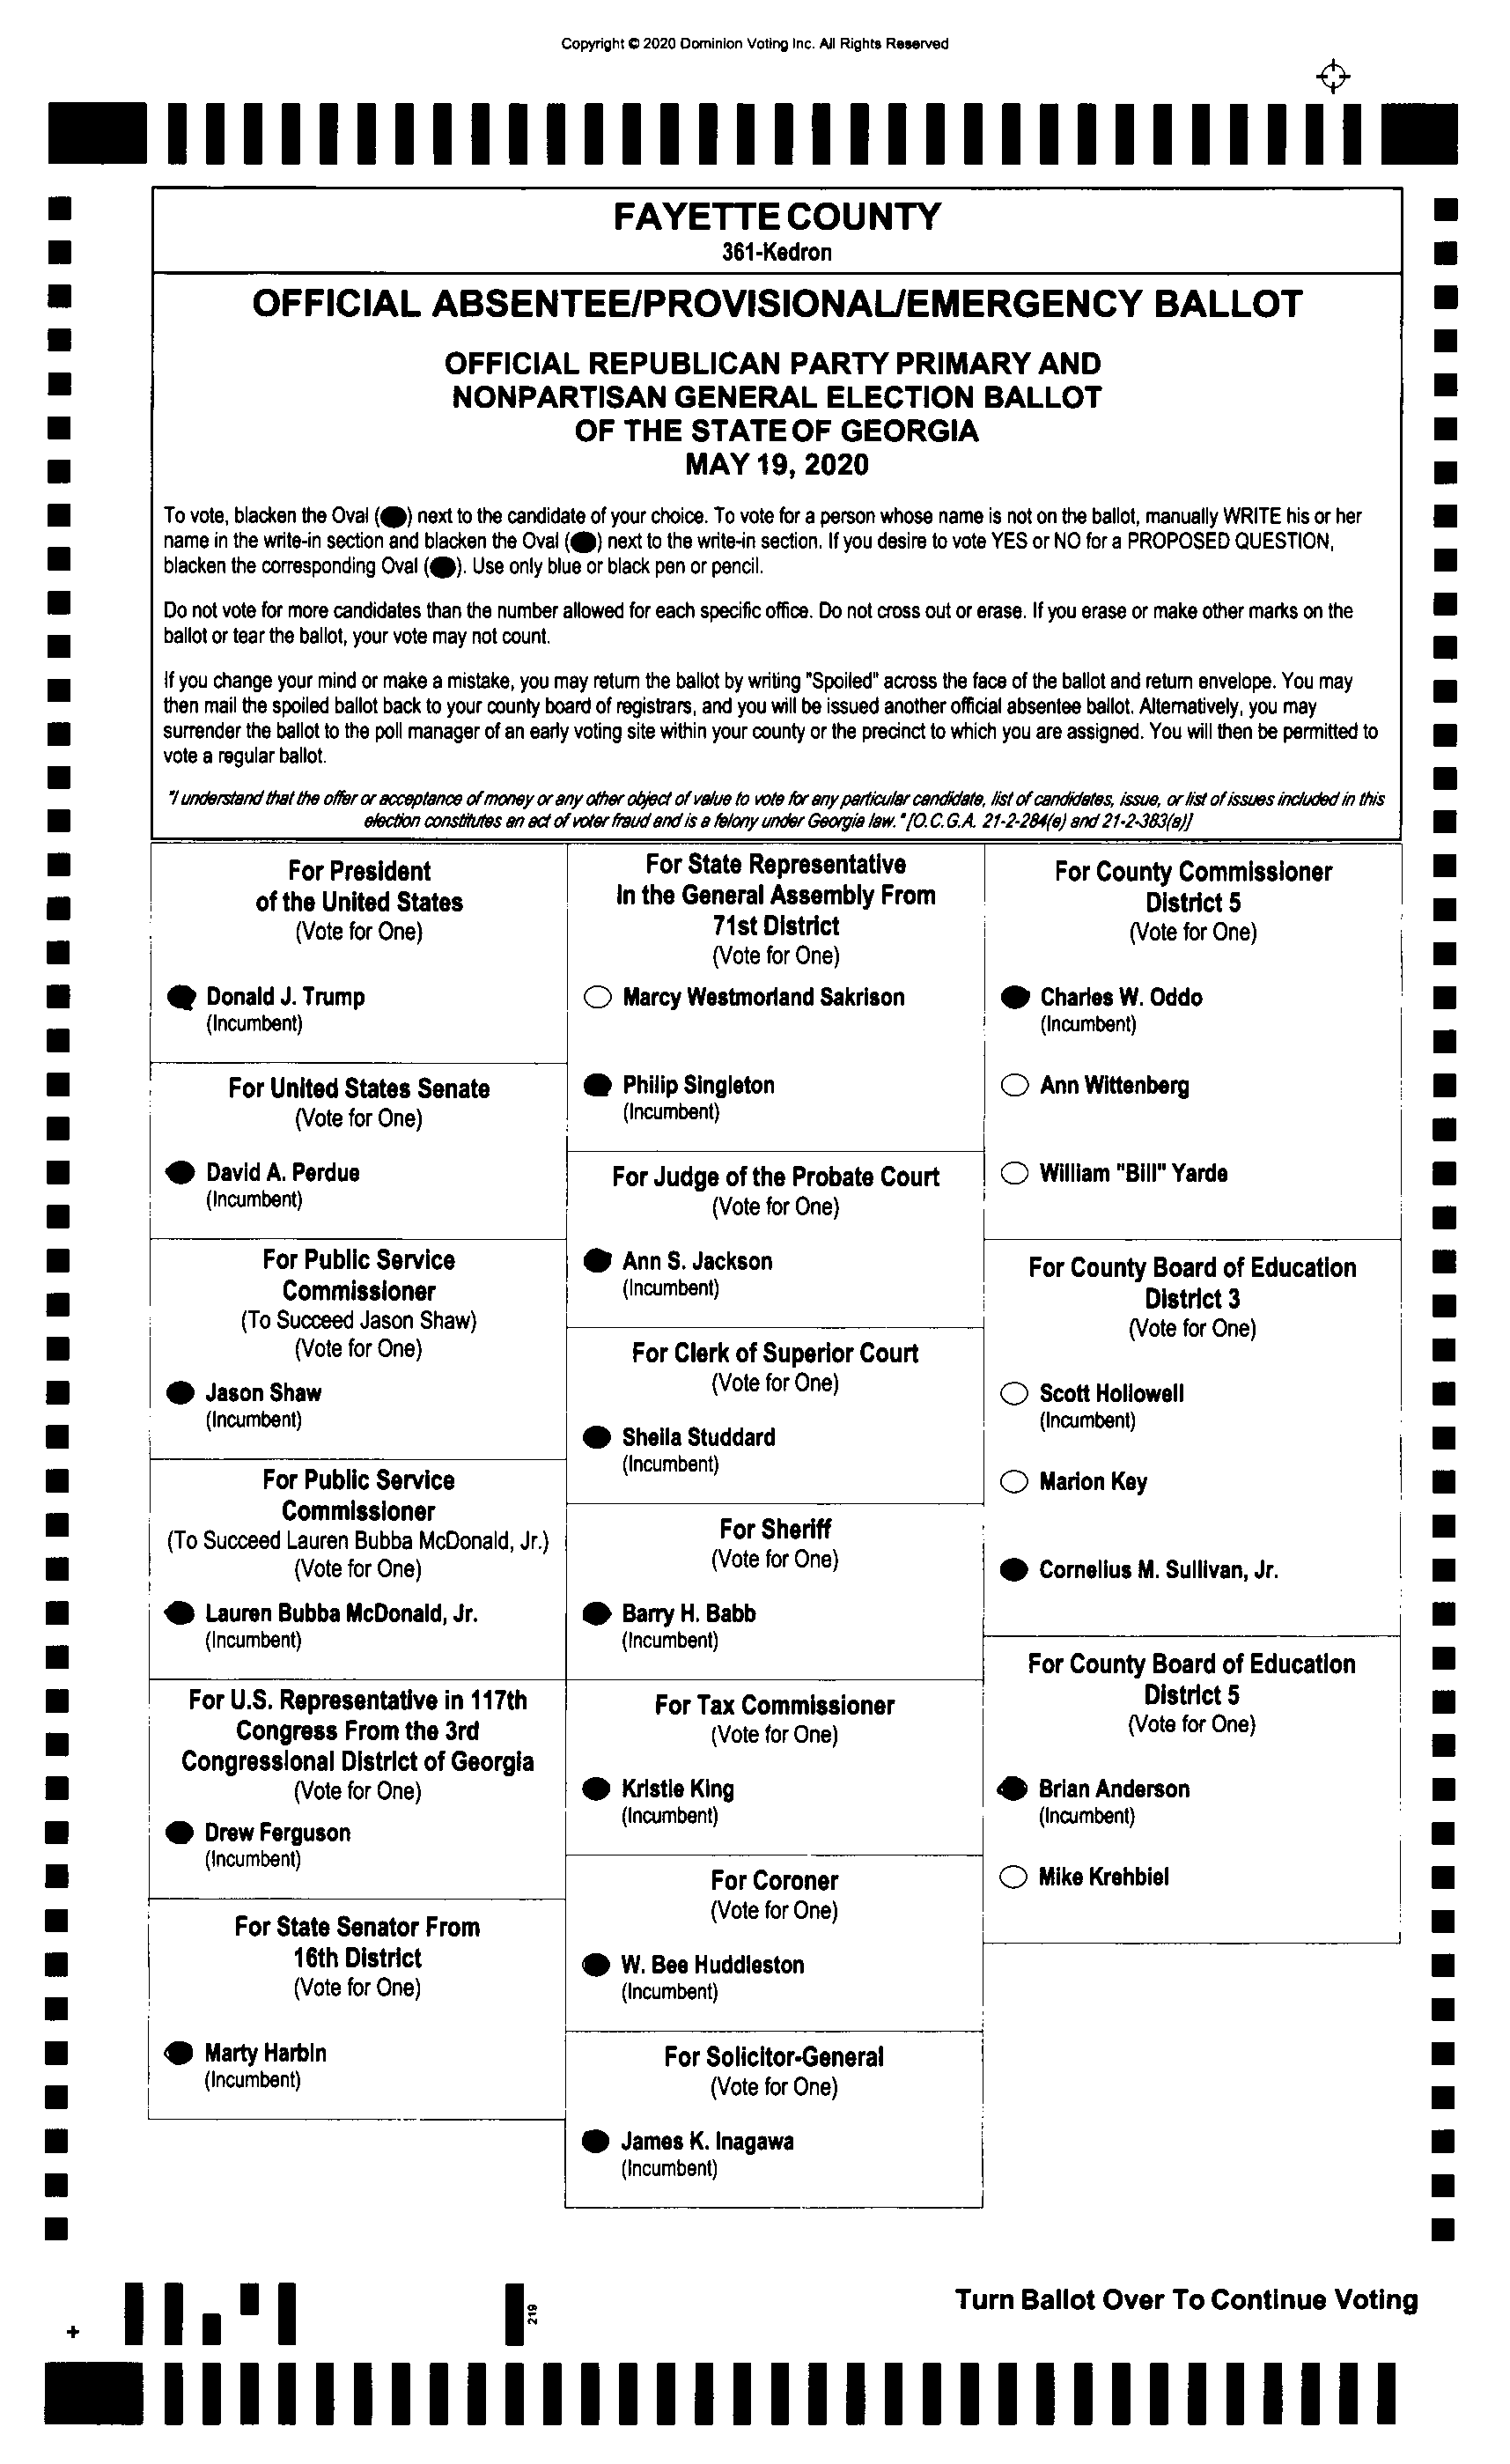 Copyright © 2020 Dominion Voting Inc. All Rights Reserved
FAYETTE COUNTY
361-Kedron
OFFICIAL ABSENTEE/PROVISIONAL/EMERGENCY BALLOT
OFFICIAL REPUBLICAN PARTY PRIMARY AND
NONPARTISAN GENERAL ELECTION BALLOT
OF THE STATE OF GEORGIA
MAY 19, 2020
To vote, blacken the Oval ( ) next to the candidate of your choice. To vote for a person whose name is not on the ballot, manually WRITE his or her
name in the write-in section and blacken the Oval ( ) next to the write-in section. If you desire to vote YES or NO for a PROPOSED QUESTION,
blacken the corresponding Oval ( ). Use only blue or black pen or pencil.
Do not vote for more candidates than the number allowed for each specific office. Do not cross out or erase. If you erase or make other marks on the
ballot or tear the ballot, your vote may not count.
If you change your mind or make a mistake, you may return the ballot by writing "Spoiled" across the face of the ballot and return envelope. You may
then mail the spoiled ballot back to your county board of registrars, and you will be issued another official absentee ballot. Alternatively, you may
surrender the ballot to the poll manager of an early voting site within your county or the precinct to which you are assigned. You will then be permitted to
vote a regular ballot.
"I understand that the offer or acceptance of money or any other object of value to vote for any particular candidate, list of candidates, issue, or list of issues included in this
election constitutes an act of voter fraud and is a felony under Georgia law." [O.C.G.A. 21-2-284(e) and 21-2-383(a)]
For President
of the United States
(Vote for One)
Donald J. Trump
(Incumbent)
For United States Senate
(Vote for One)
David A. Perdue
(Incumbent)
For Public Service
Commissioner
(To Succeed Jason Shaw)
(Vote for One)
Jason Shaw
(Incumbent)
For Public Service
Commissioner
(To Succeed Lauren Bubba McDonald, Jr.)
(Vote for One)
Lauren Bubba McDonald, Jr.
(Incumbent)
For U.S. Representative in 117th
Congress From the 3rd
Congressional District of Georgia
(Vote for One)
Drew Ferguson
(Incumbent)
For State Senator From
16th District
(Vote for One)
Marty Harbin
(Incumbent)
For State Representative
In the General Assembly From
71st District
(Vote for One)
Marcy Westmorland Sakrison
Philip Singleton
(Incumbent)
For Judge of the Probate Court
(Vote for One)
Ann S. Jackson
(Incumbent)
For Clerk of Superior Court
(Vote for One)
Sheila Studdard
(Incumbent)
For Sheriff
(Vote for One)
Barry H. Babb
(Incumbent)
For Tax Commissioner
(Vote for One)
Kristie King
(Incumbent)
For Coroner
(Vote for One)
W. Bee Huddleston
(Incumbent)
For Solicitor-General
(Vote for One)
James K. Inagawa
(Incumbent)
For County Commissioner
District 5
(Vote for One)
Charles W. Oddo
(Incumbent)
Ann Wittenberg
William "Bill" Yarde
For County Board of Education
District 3
(Vote for One)
Scott Hollowell
(Incumbent)
Marion Key
Cornelius M. Sullivan, Jr.
For County Board of Education
District 5
(Vote for One)
Brian Anderson
(Incumbent)
Mike Krehbiel
Turn Ballot Over To Continue Voting
219
+